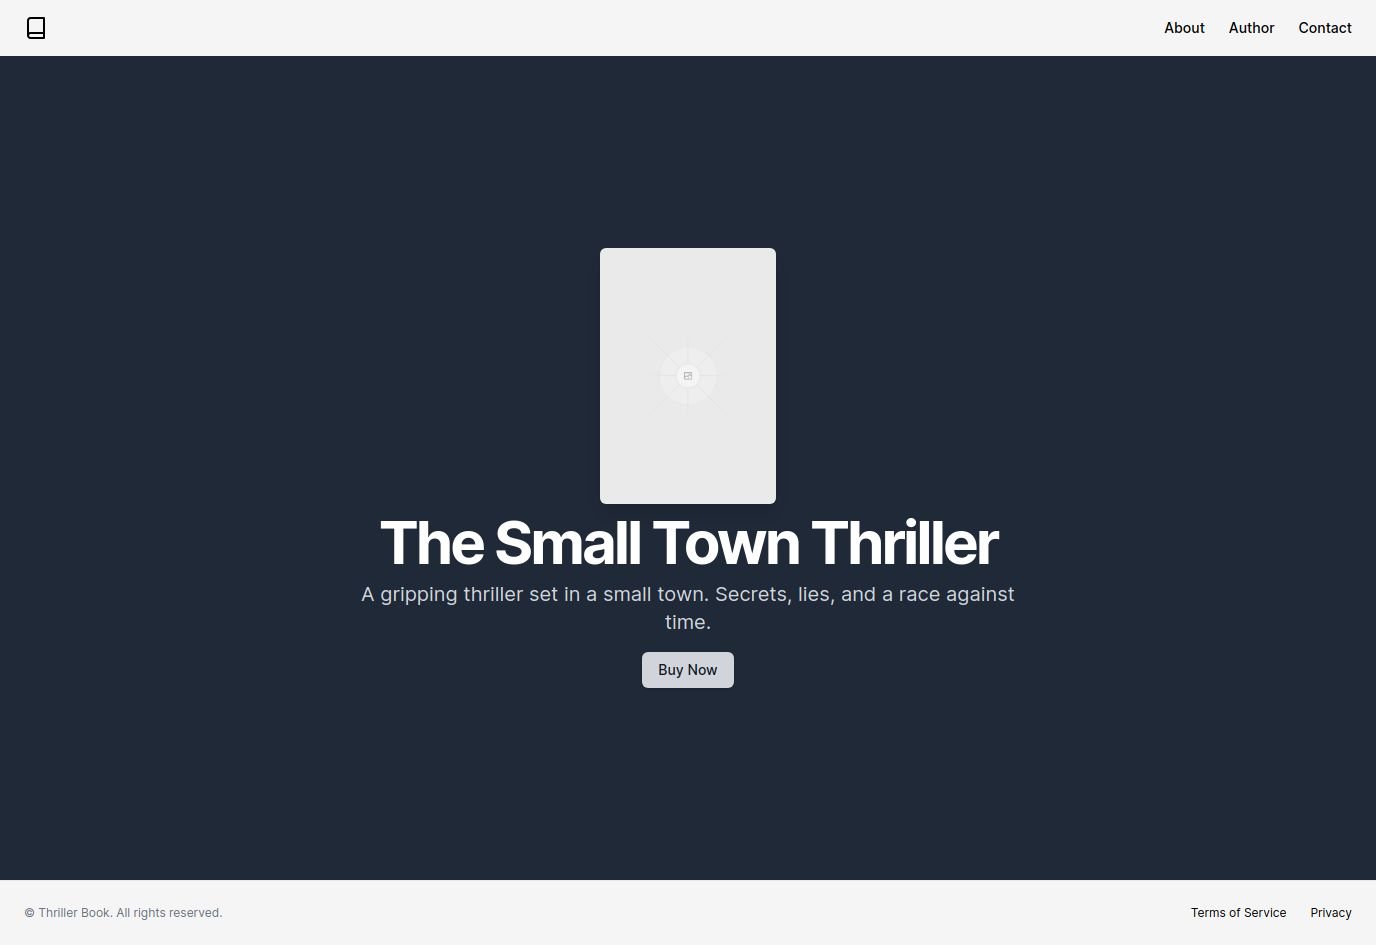 About Author Contact
The Small Town Thriller
A gripping thriller set in a small town. Secrets, lies, and a race against
time.
Buy Now
© Thriller Book. All rights reserved. Terms of Service Privacy